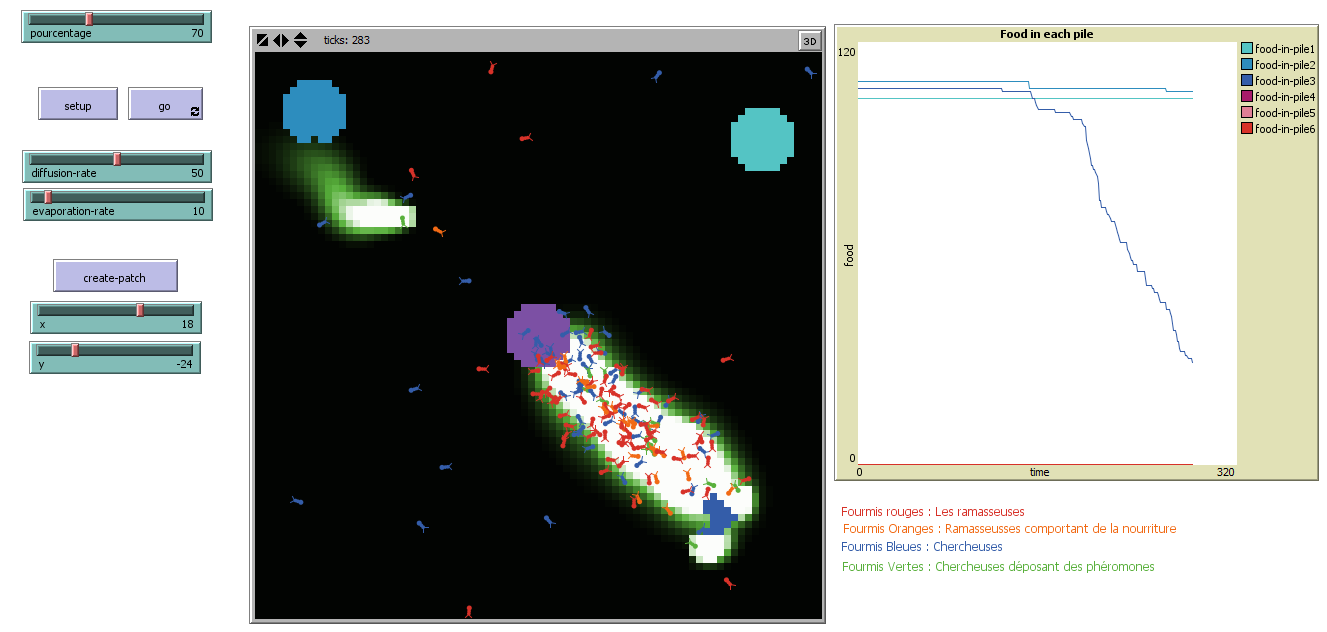 pourcentage 70
setup
go
diffusion-rate 50
evaporation-rate 10
create-patch
x 18
y -24
ticks: 283
3D
Food in each pile
120
food
0
0
time
320
food-in-pile1
food-in-pile2
food-in-pile3
food-in-pile4
food-in-pile5
food-in-pile6
Fourmis rouges : Les ramasseuses
Fourmis Oranges : Ramasseusses comportant de la nourriture
Fourmis Bleues : Chercheuses
Fourmis Vertes : Chercheuses déposant des phéromones